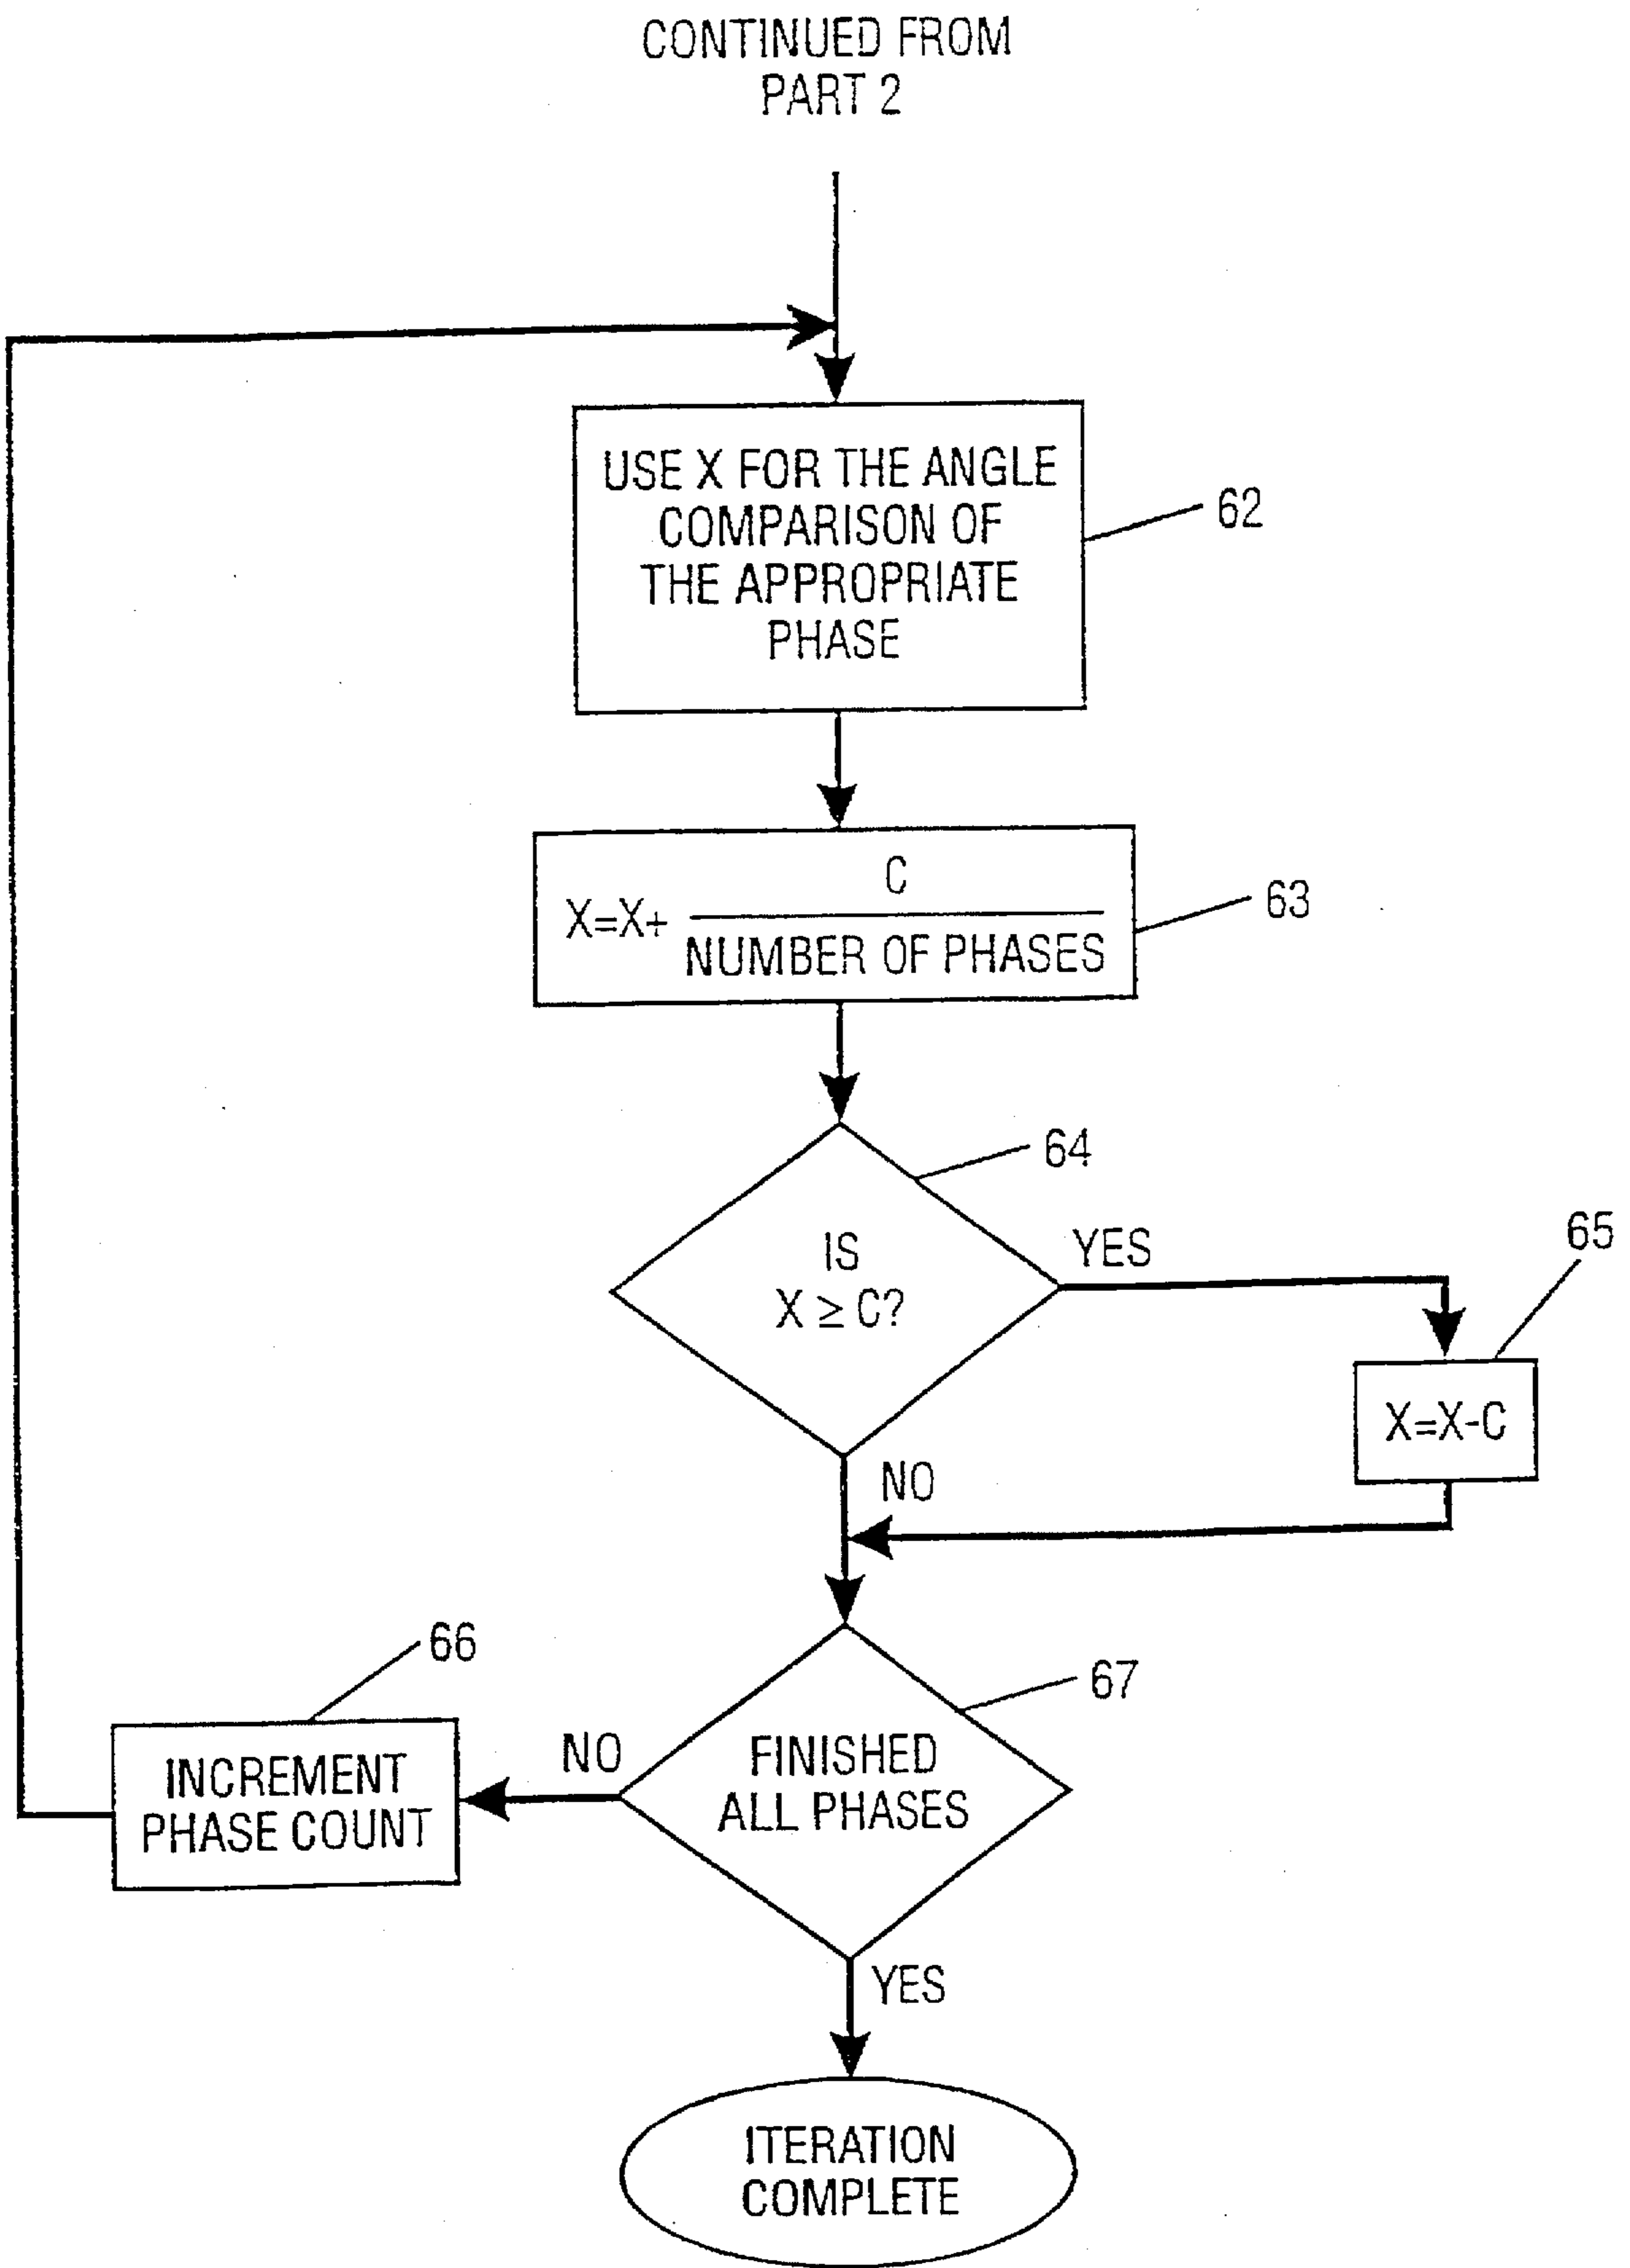 CONTINUED FROM
PART 2
USE X FOR THE ANGLE
COMPARISON OF
THE APPROPRIATE
PHASE
62
C
X=X+
NUMBER OF PHASES
63
64
IS
X ≥ C?
YES
65
X=X-C
NO
66
67
INCREMENT
PHASE COUNT
NO
FINISHED
ALL PHASES
YES
ITERATION
COMPLETE